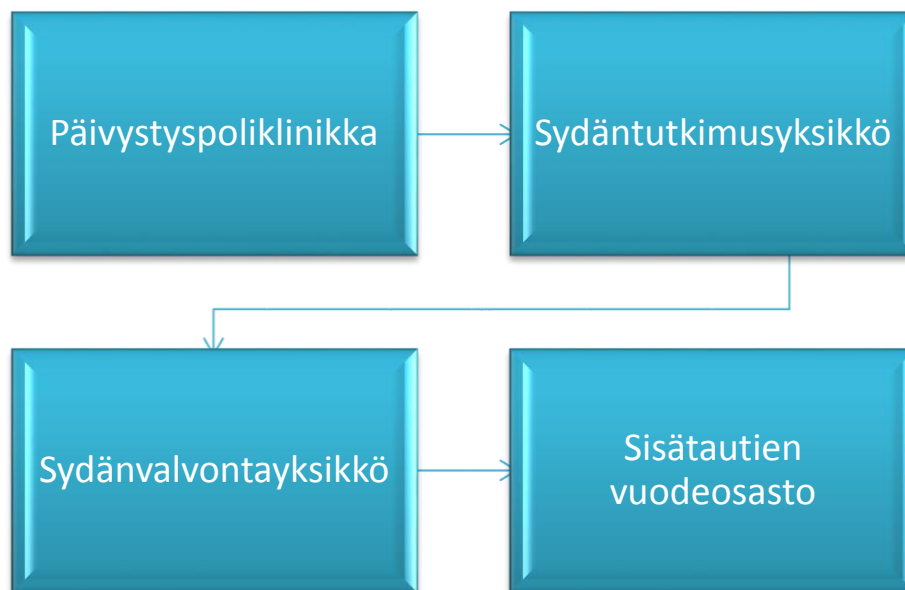 Päivystyspoliklinikka
Sydäntutkimusyksikkö
Sydänvalvontayksikkö
Sisätautien
vuodeosasto